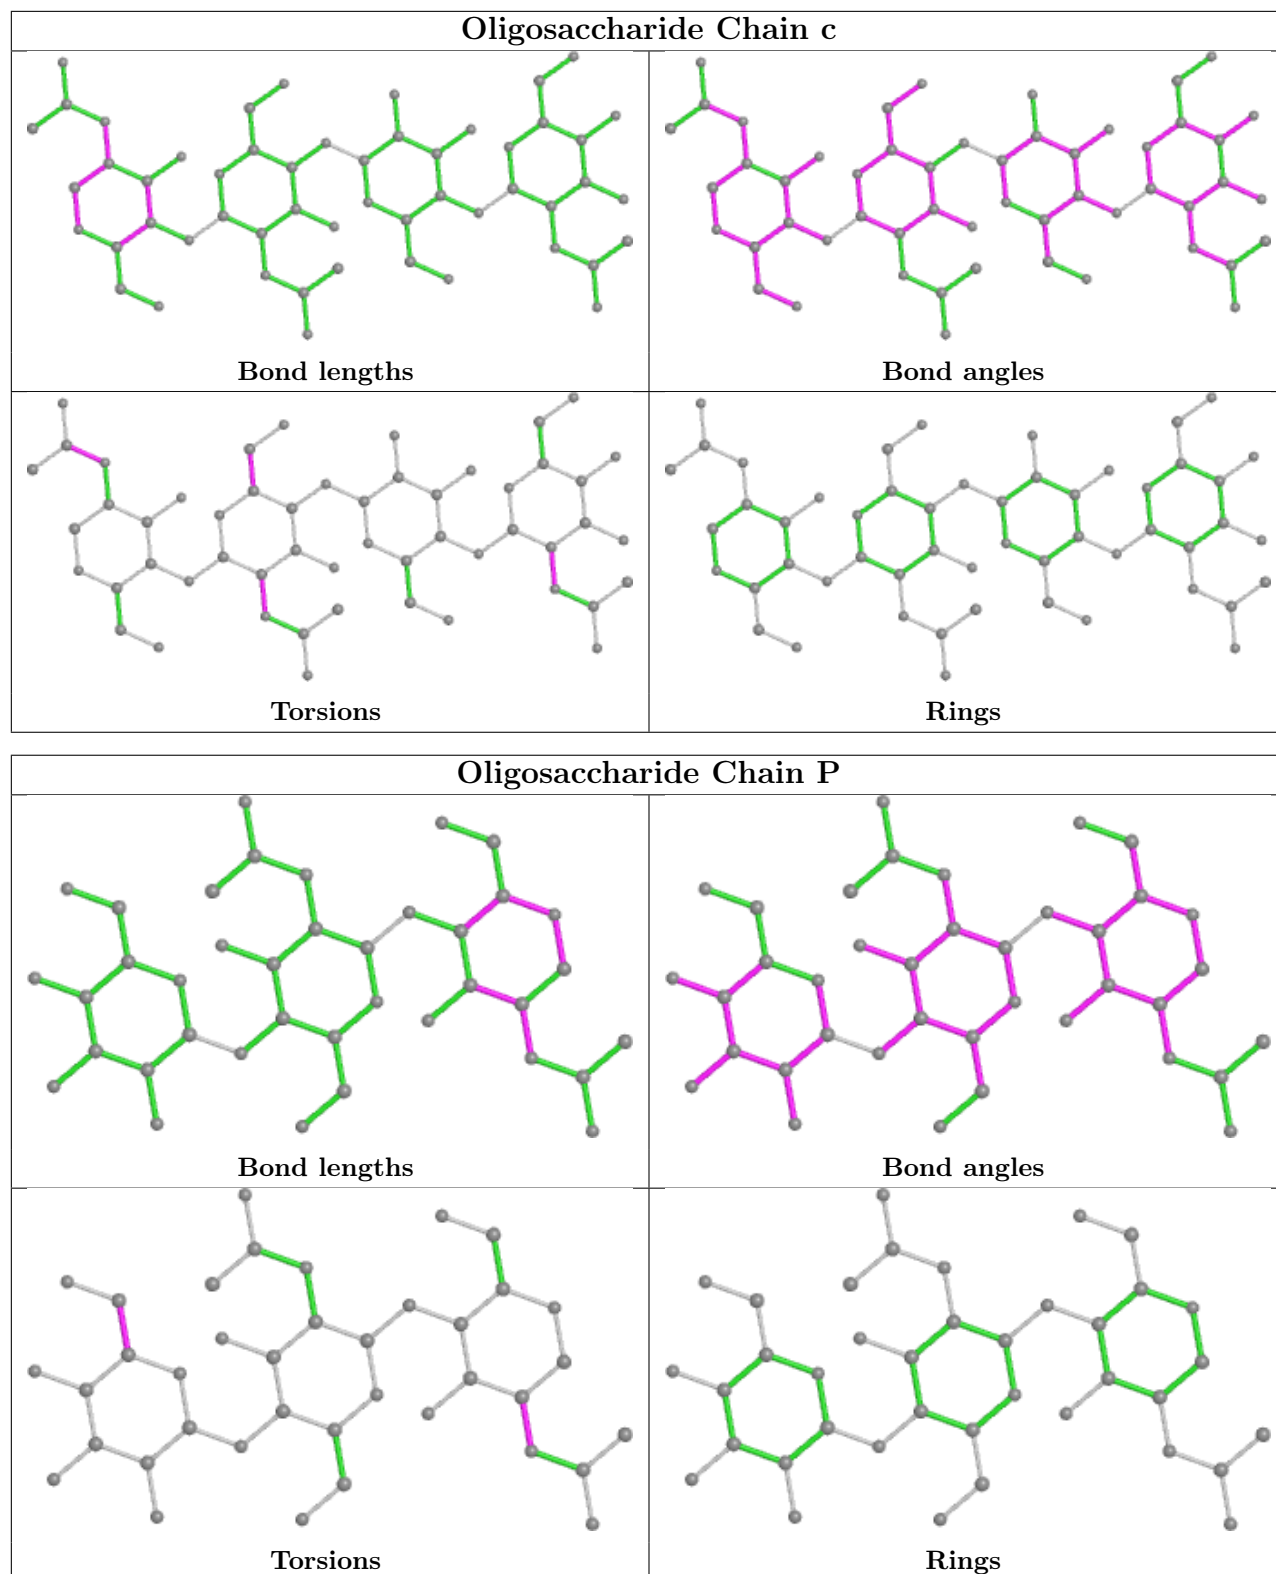 Oligosaccharide Chain c
Bond lengths
Bond angles
Torsions
Rings
Oligosaccharide Chain P
Bond lengths
Bond angles
Torsions
Rings